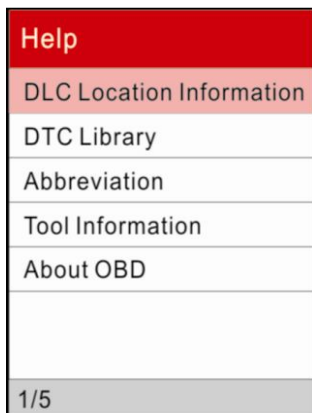 Help
DLC Location Information
DTC Library
Abbreviation
Tool Information
About OBD
1/5